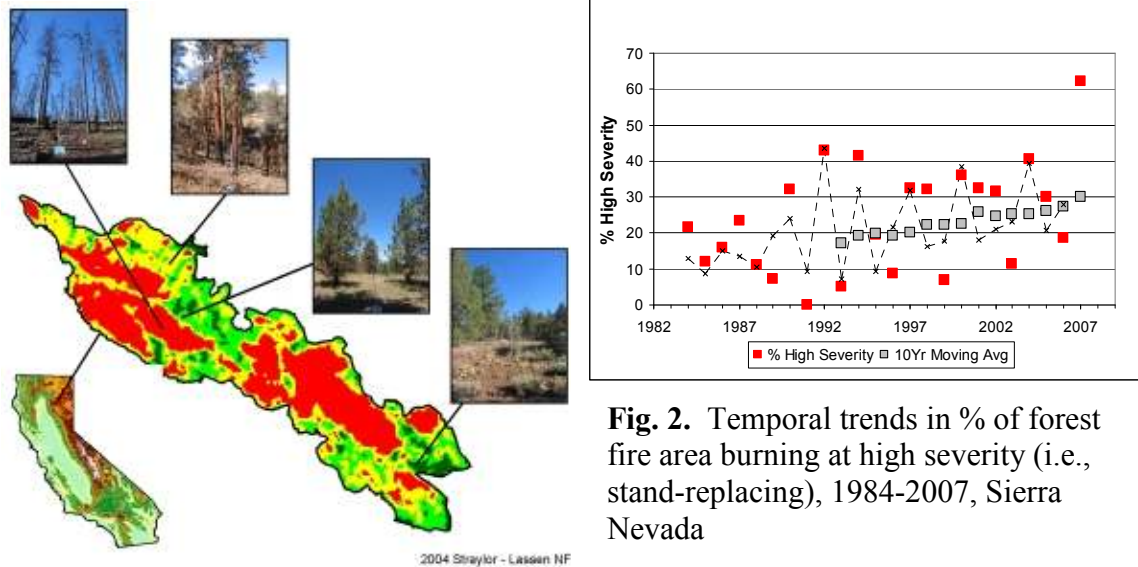 2004 Straylor - Lassen NF
70
60
50
40
30
20
10
0
% High Severity
1982 1987 1992 1997 2002 2007
% High Severity 10Yr Moving Avg
Fig. 2. Temporal trends in % of forest
fire area burning at high severity (i.e.,
stand-replacing), 1984-2007, Sierra
Nevada